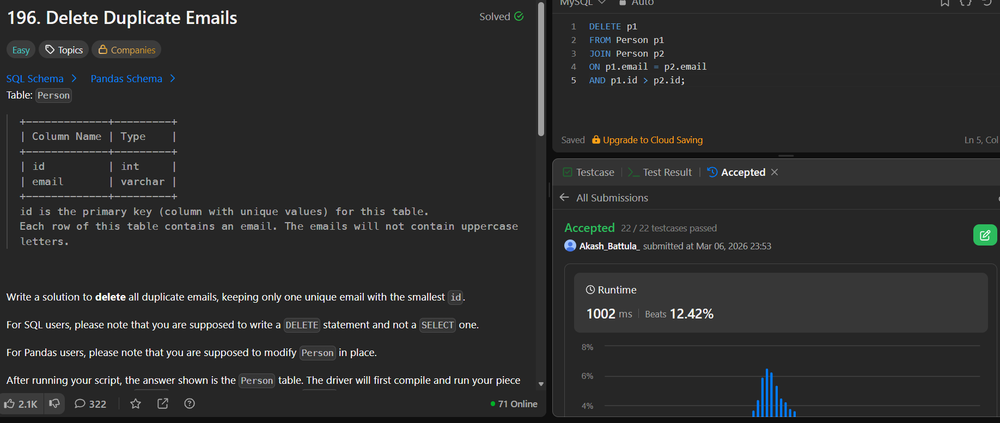 196. Delete Duplicate Emails
Solved
Easy
Topics
Companies
SQL Schema
Pandas Schema
Table: Person
+-------------+---------+
| Column Name | Type    |
+-------------+---------+
| id          | int     |
| email       | varchar |
+-------------+---------+
id is the primary key (column with unique values) for this table.
Each row of this table contains an email. The emails will not contain uppercase
letters.
Write a solution to delete all duplicate emails, keeping only one unique email with the smallest id.
For SQL users, please note that you are supposed to write a DELETE statement and not a SELECT one.
For Pandas users, please note that you are supposed to modify Person in place.
After running your script, the answer shown is the Person table. The driver will first compile and run your piece
2.1K
322
71 Online
MySQL
Auto
1 DELETE p1
2 FROM Person p1
3 JOIN Person p2
4 ON p1.email = p2.email
5 AND p1.id > p2.id;
Saved
Upgrade to Cloud Saving
Ln 5, Col
Testcase
Test Result
Accepted
All Submissions
Accepted 22 / 22 testcases passed
Akash_Battula_ submitted at Mar 06, 2026 23:53
Runtime
1002 ms | Beats 12.42%
8%
6%
4%